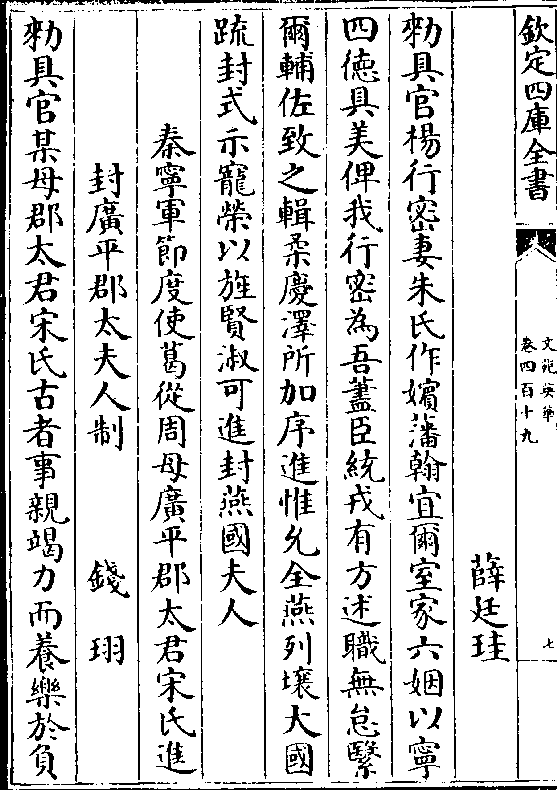 欽定四庫全書
文苑英華
卷四百十九
七
薛廷珪
勑具官楊行密妻朱氏作嬪藩翰宜爾室家六姻以寧
四徳具美俾我行密為吾藎臣統戎有方述職無怠繄
爾輔佐致之輯柔慶澤所加序進惟允全燕列壤大國
䟽封式示寵榮以旌賢淑可進封燕國夫人
秦寧軍節度使葛從周母廣平郡太君宋氏進
封廣平郡太夫人制 錢珝
勑具官某母郡太君宋氏古者事親竭力而養樂於負